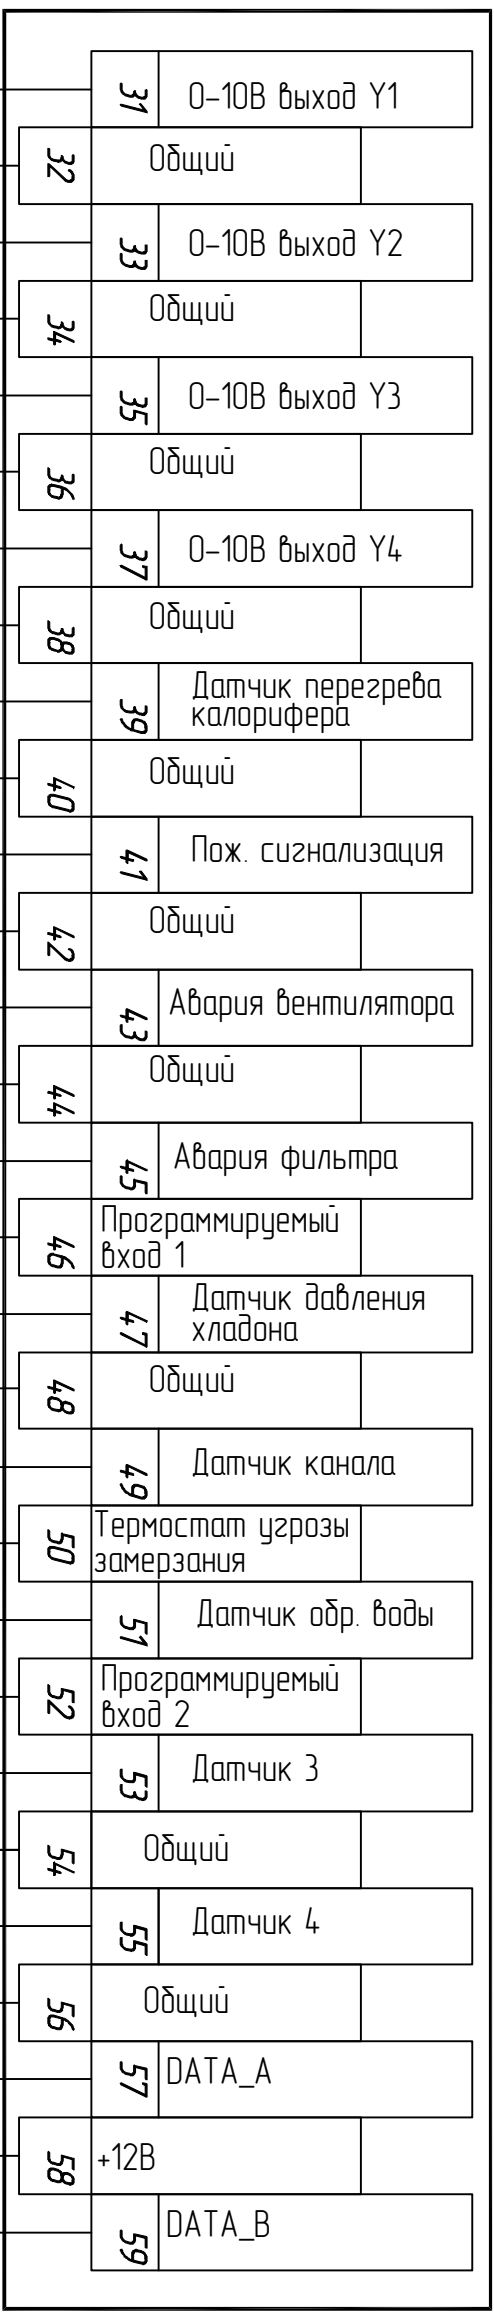 31 0-10В выход Y1
32 Общий
33 0-10В выход Y2
34 Общий
35 0-10В выход Y3
36 Общий
37 0-10В выход Y4
38 Общий
39 Датчик перегрева
калорифера
40 Общий
41 Пож. сигнализация
42 Общий
43 Авария вентилятора
44 Общий
45 Авария фильтра
46 Программируемый
вход 1
47 Датчик давления
хладона
48 Общий
49 Датчик канала
50 Термостат угрозы
замерзания
51 Датчик обр. воды
52 Программируемый
вход 2
53 Датчик 3
54 Общий
55 Датчик 4
56 Общий
57 DATA_A
58 +12В
59 DATA_B